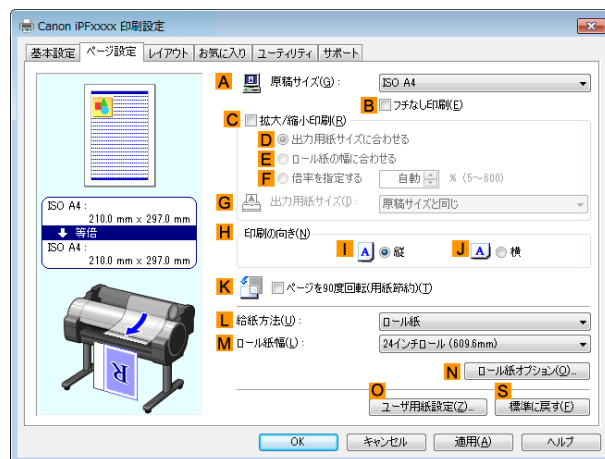 Canon iPFxxxx 印刷設定
基本設定 ページ設定 レイアウト お気に入り ユーティリティ サポート
A 原稿サイズ(G): ISO A4
B フチなし印刷(E)
C 拡大/縮小印刷(R)
D 出力用紙サイズに合わせる
E ロール紙の幅に合わせる
F 倍率を指定する 自動 % (5~600)
G 出力用紙サイズ(I): 原稿サイズと同じ
ISO A4:
210.0 mm x 297.0 mm
等倍
ISO A4:
210.0 mm x 297.0 mm
H 印刷の向き(N)
I A 縦 J A 横
K ページを90度回転(用紙節約)(T)
L 給紙方法(U): ロール紙
M ロール紙幅(L): 24インチロール (609.6mm)
R
N ロール紙オプション(O)...
O S
ユーザ用紙設定(Z)... 標準に戻す(F)
OK キャンセル 適用(A) ヘルプ